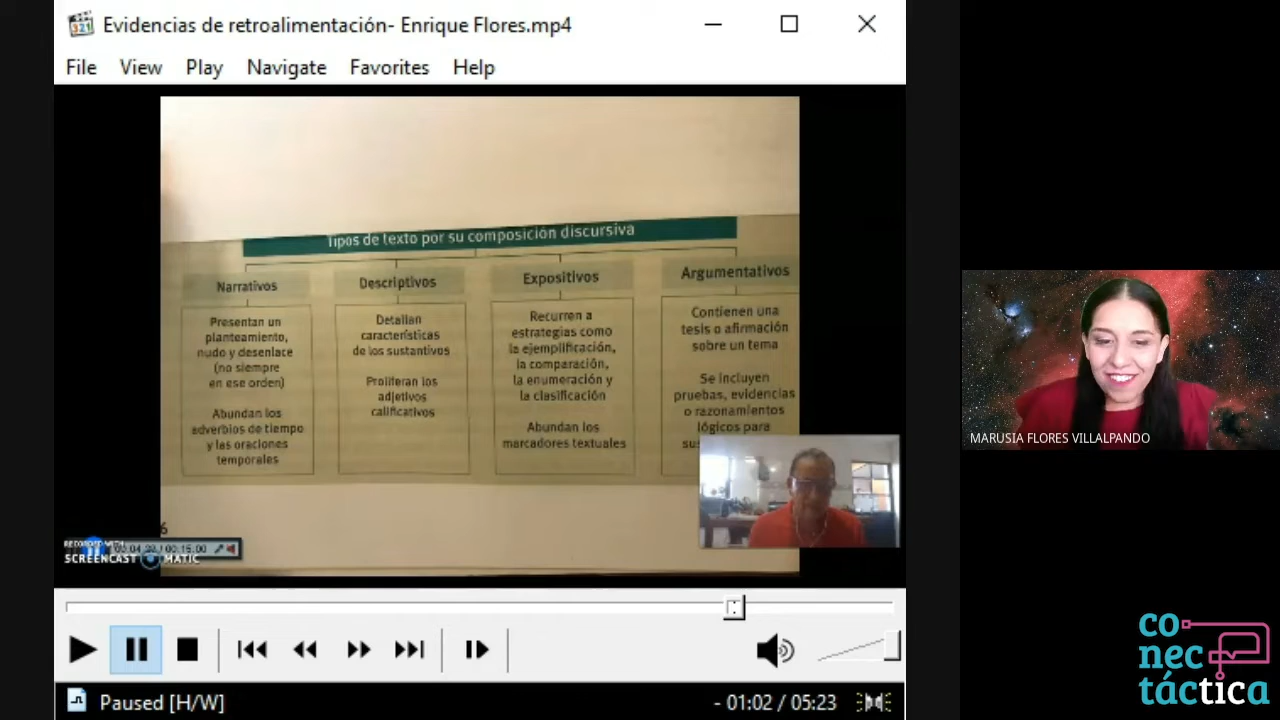 Evidencias de retroalimentación- Enrique Flores.mp4
File View Play Navigate Favorites Help
Tipos de texto por su composición discursiva
Narrativos
Presentan un
planteamiento,
nudo y desenlace
(no siempre
en ese orden)
Abundan los
adverbios de tiempo
y las oraciones
temporales
Descriptivos
Detallan
características
de los sustantivos
Proliferan los
adjetivos
calificativos
Expositivos
Recurren a
estrategias como
la ejemplificación,
la comparación,
la enumeración y
la clasificación
Abundan los
marcadores textuales
Argumentativos
Contienen una
tesis o afirmación
sobre un tema
Se incluyen
pruebas, evidencias
o razonamientos
lógicos para
6
RECORDED WITH
SCREENCAST MATIC
Paused [H/W]
- 01:02 / 05:23
MARUSIA FLORES VILLALPANDO
co
nec
táctica